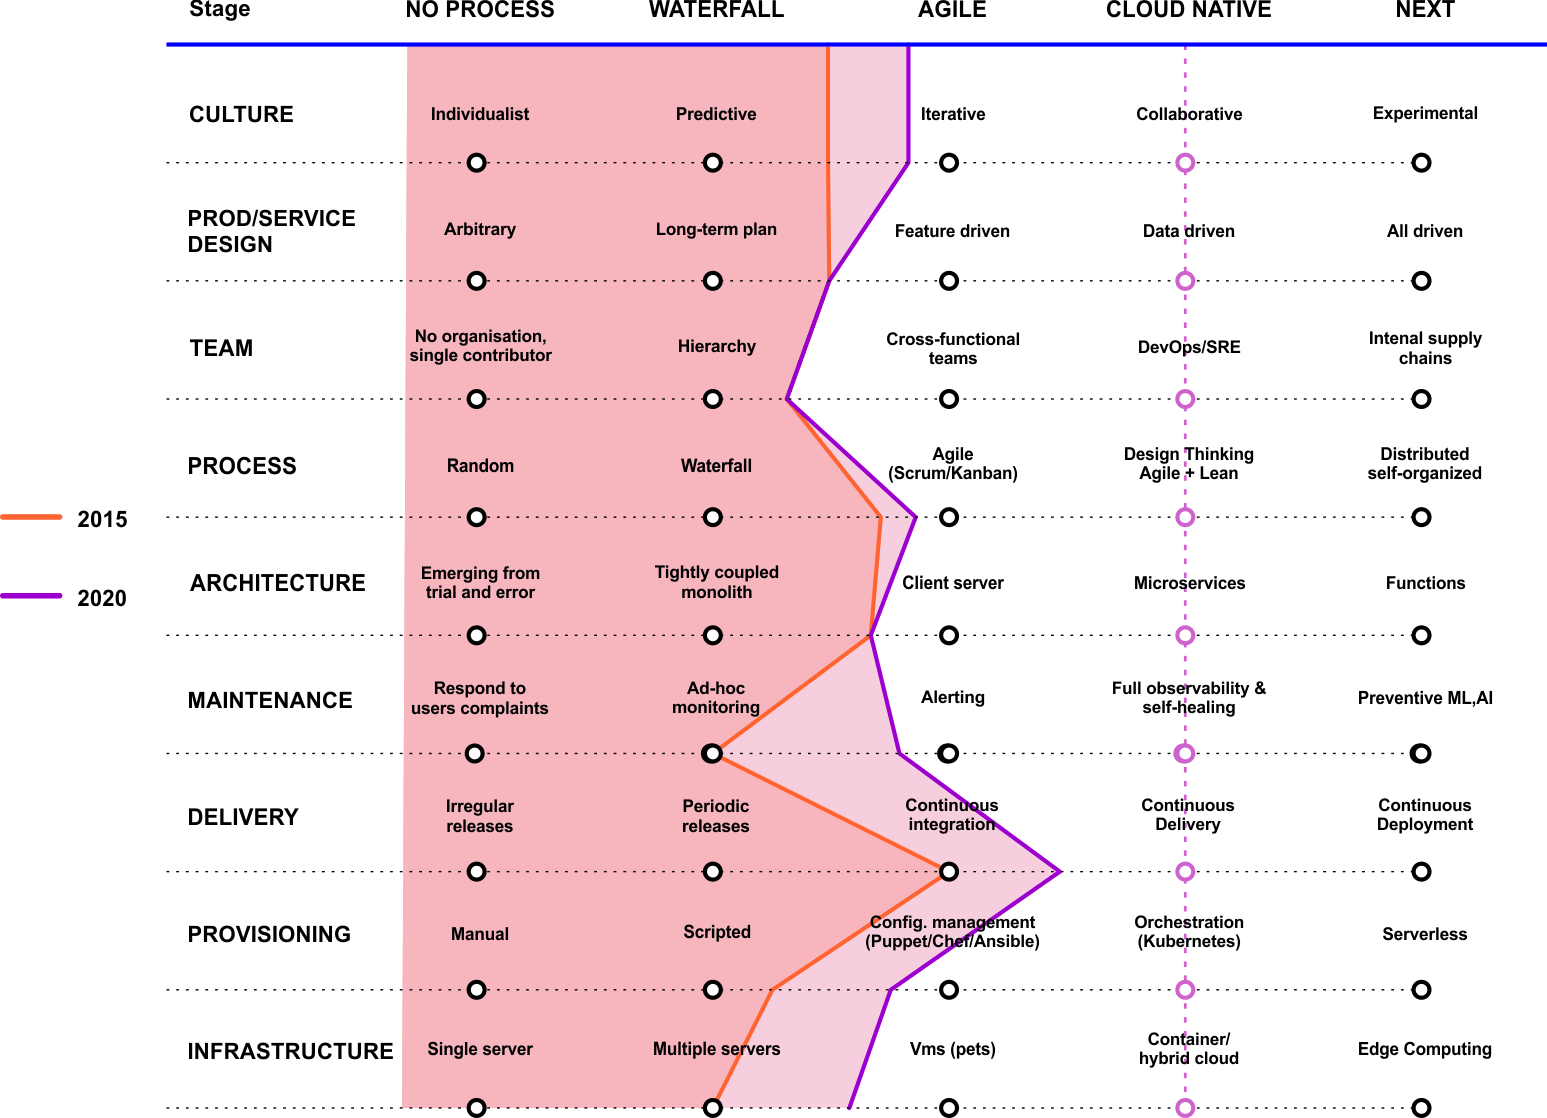 Stage NO PROCESS WATERFALL AGILE CLOUD NATIVE NEXT
CULTURE Individualist Predictive Iterative Collaborative Experimental
PROD/SERVICE
DESIGN
Arbitrary Long-term plan Feature driven Data driven All driven
TEAM
No organisation,
single contributor
Hierarchy
Cross-functional
teams
DevOps/SRE
Intenal supply
chains
PROCESS Random Waterfall
Agile
(Scrum/Kanban)
Design Thinking
Agile + Lean
Distributed
self-organized
2015
2020
ARCHITECTURE
Emerging from
trial and error
Tightly coupled
monolith
Client server Microservices Functions
MAINTENANCE
Respond to
users complaints
Ad-hoc
monitoring
Alerting
Full observability &
self-healing
Preventive ML,AI
DELIVERY
Irregular
releases
Periodic
releases
Continuous
integration
Continuous
Delivery
Continuous
Deployment
PROVISIONING Manual Scripted
Config. management
(Puppet/Chef/Ansible)
Orchestration
(Kubernetes)
Serverless
INFRASTRUCTURE Single server Multiple servers Vms (pets)
Container/
hybrid cloud
Edge Computing